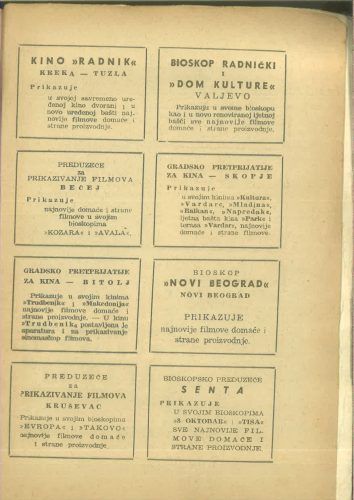 KINO »RADNIK«
KREKA — TUZLA
Prikazuje
u svojoj savremeno ure-
đenoj kino dvorani i u
novo uređenoj bašti naj-
novije filmove domaće i
strane proizvodnje.
BIOSKOP RADNIČKI
I
»DOM KULTURE«
VALJEVO
Prikazuju u svome bioskopu
kao i u novo renoviranoj ljetnoj
bašči sve najnovije filmove
domaće i strane proizvodnje.
PREDUZEĆE
za
PRIKAZIVANJE FILMOVA
BEČEJ
Prikazuje
najnovije domaće i strane
filmove u svojim
bioskopima
»KOZARA« i »AVALA«.
GRADSKO PRETPRIJATIJE
ZA KINA — SKOPJE
Prikazuje
u svojim kinima »Kultura«,
»Vardar«, »Mladina«,
»Balkan«, »Napredak«,
ljetna bašta kina »Park« i
terasa »Vardar«, najnovije
domaće i strane filmove.
GRADSKO PRETPRIJATIJE
ZA KINA — BITOLJ
Prikazuje u svojim kinima
»Trudbenik« i »Makedonija«
najnovije filmove domaće i
strane proizvodnje. — U kinu
»Trudbenik« postavljena je
aparatura i za prikazivanje
sinemaskop filmova.
BIOSKOP
»NOVI BEOGRAD«
NOVI BEOGRAD
PRIKAZUJE
najnovije filmove domaće i
strane proizvodnje.
PREDUZEĆE
za
PRIKAZIVANJE FILMOVA
KRUŠEVAC
Prikazuje u svojim bioskopima
»EVROPA« i »TAKOVO«
najnovije filmove domaće
i strane proizvodnje.
BIOSKOPSKO PREDUZEĆE
SENTA
PRIKAZUJE
U SVOJIM BIOSKOPIMA
»8 OKTOBAR« i »TISA«
SVE NAJNOVIJE FIL
MOVE DOMAĆE I
STRANE PROIZVODNJE.